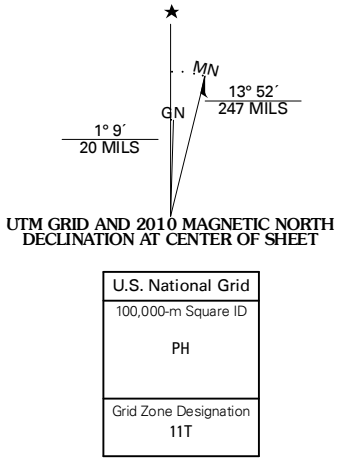 MN
13° 52´
247 MILS
GN
1° 9´
20 MILS
UTM GRID AND 2010 MAGNETIC NORTH
DECLINATION AT CENTER OF SHEET
U.S. National Grid
100,000-m Square ID
PH
Grid Zone Designation
11T